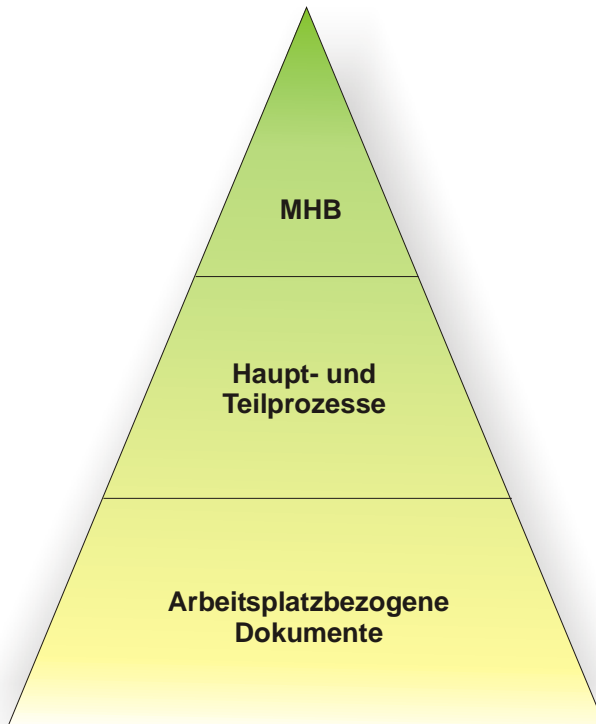 MHB
Haupt- und
Teilprozesse
Arbeitsplatzbezogene
Dokumente